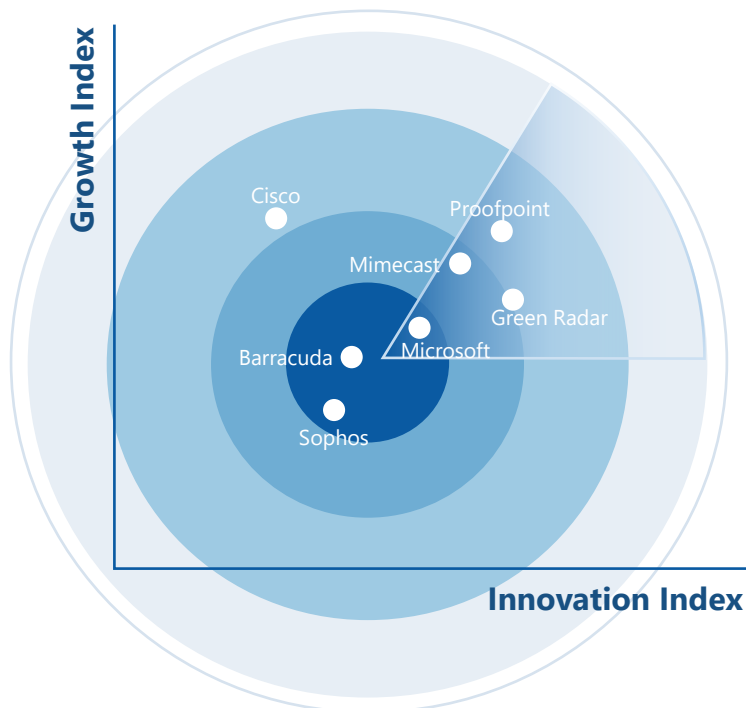 Growth Index
Cisco
Proofpoint
Mimecast
Green Radar
Microsoft
Barracuda
Sophos
Innovation Index